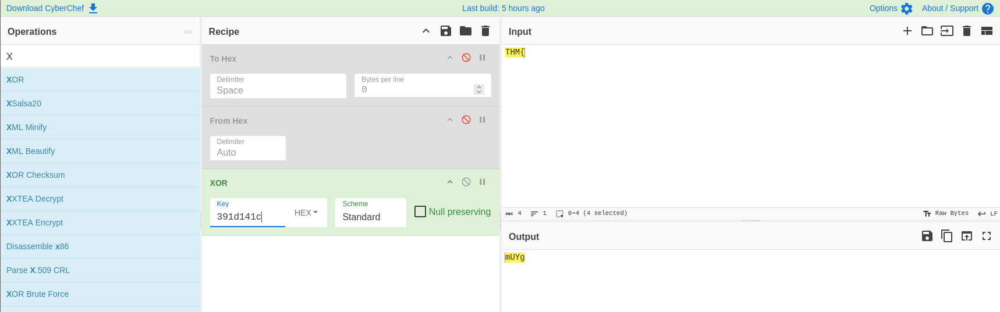 Download CyberChef
Last build: 5 hours ago
Options
About / Support
Operations
465
Recipe
Input
X
XOR
XSalsa20
XML Minify
XML Beautify
XOR Checksum
XXTEA Decrypt
XXTEA Encrypt
Disassemble x86
Parse X.509 CRL
XOR Brute Force
To Hex
Delimiter
Space
Bytes per line
0
From Hex
Delimiter
Auto
XOR
Key
391d141c
HEX
Scheme
Standard
Null preserving
THM{
ABC 4
1
0→4 (4 selected)
Raw Bytes
LF
Output
mUYg